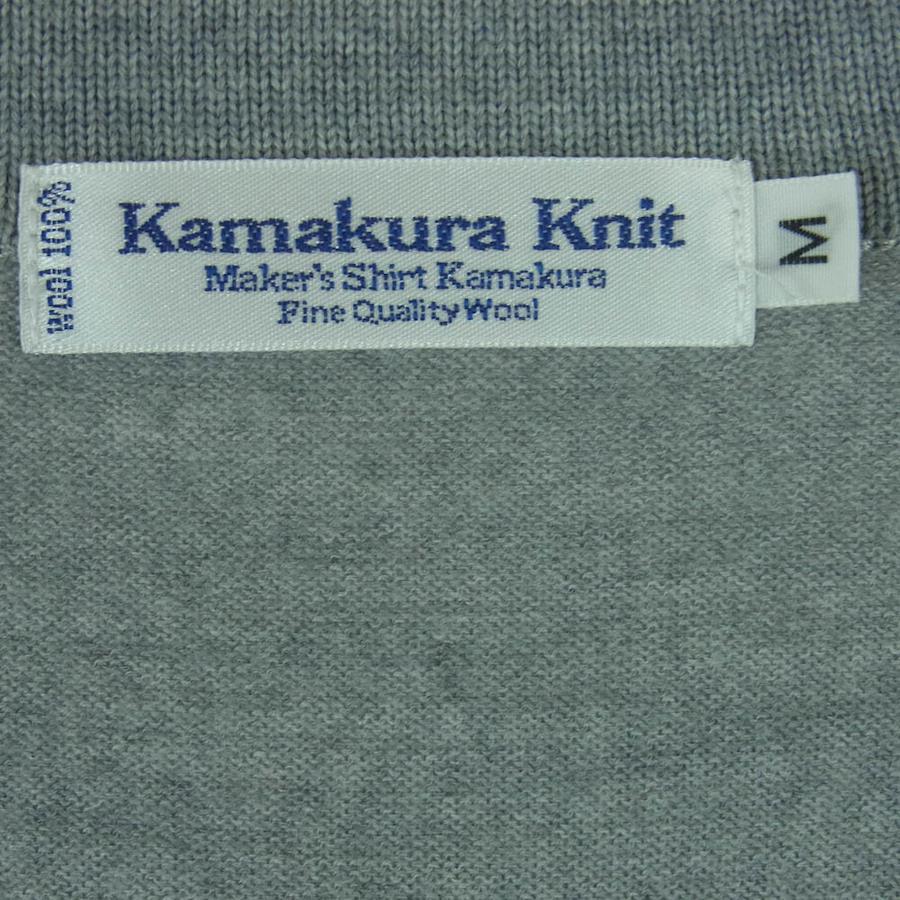 Wool 100%
Kamakura Knit
Maker's Shirt Kamakura
Fine Quality Wool
M